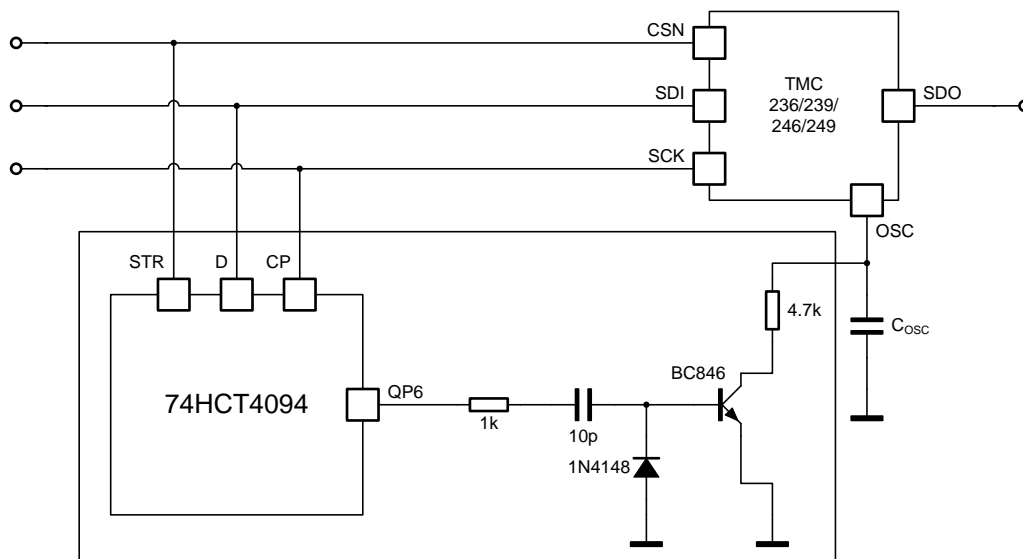 CSN
SDI
SCK
TMC
236/239/
246/249
SDO
OSC
STR
D
CP
74HCT4094
QP6
1k
10p
1N4148
BC846
4.7k
COSC